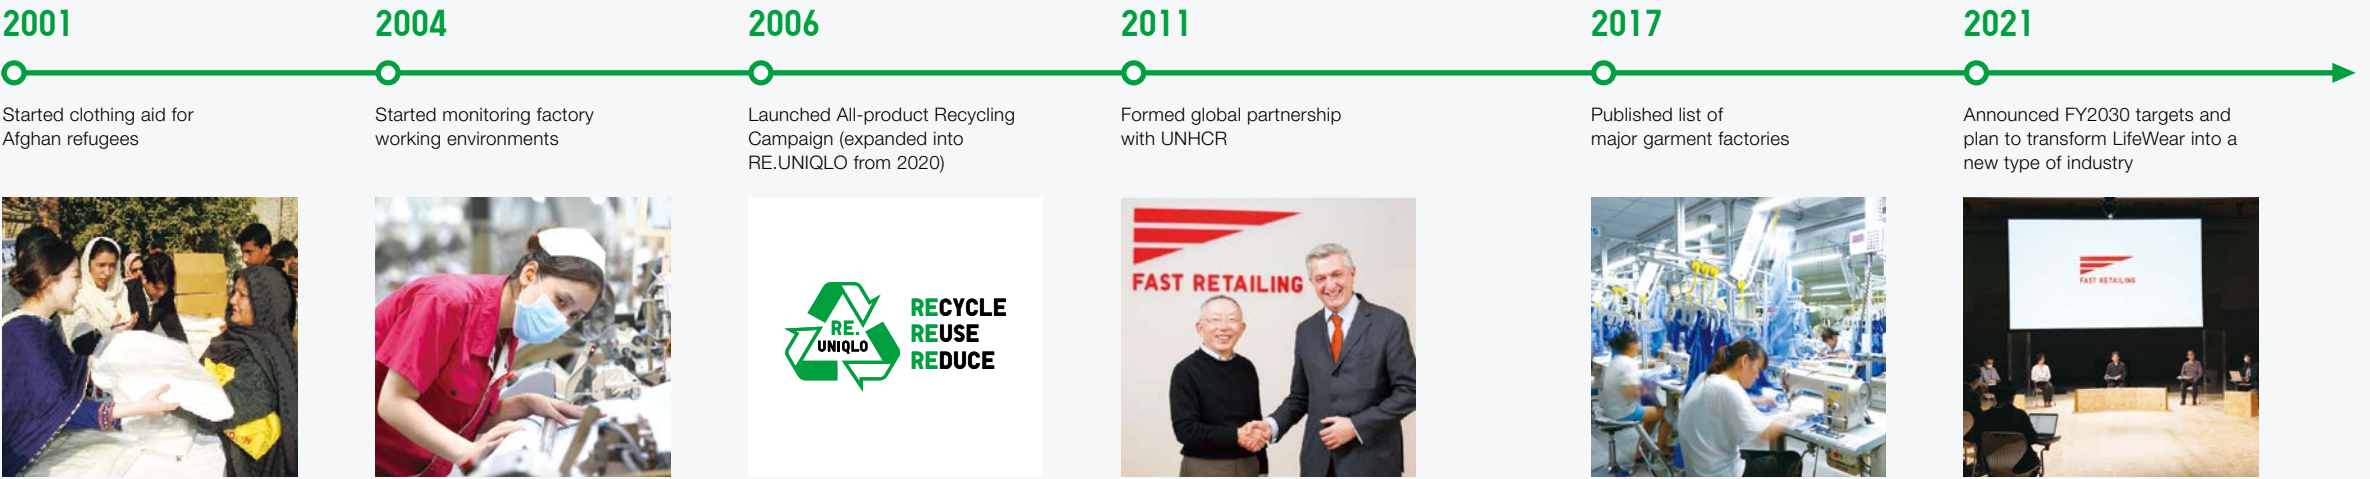 2001
Started clothing aid for
Afghan refugees
2004
Started monitoring factory
working environments
2006
Launched All-product Recycling
Campaign (expanded into
RE.UNIQLO from 2020)
RE.
UNIQLO
RECYCLE
REUSE
REDUCE
2011
Formed global partnership
with UNHCR
FAST RETAILING
2017
Published list of
major garment factories
2021
Announced FY2030 targets and
plan to transform LifeWear into a
new type of industry
FAST RETAILING